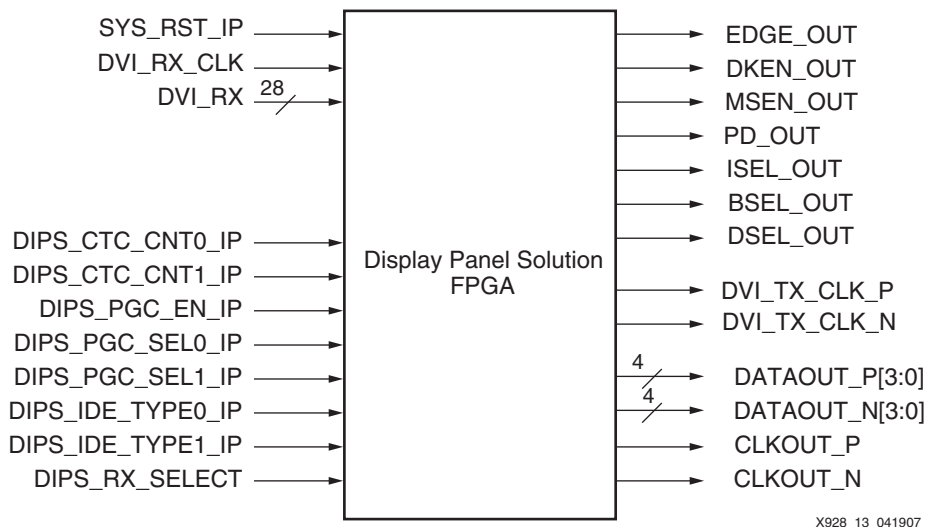 SYS_RST_IP
DVI_RX_CLK
DVI_RX
28
DIPS_CTC_CNT0_IP
DIPS_CTC_CNT1_IP
DIPS_PGC_EN_IP
DIPS_PGC_SEL0_IP
DIPS_PGC_SEL1_IP
DIPS_IDE_TYPE0_IP
DIPS_IDE_TYPE1_IP
DIPS_RX_SELECT
Display Panel Solution
FPGA
EDGE_OUT
DKEN_OUT
MSEN_OUT
PD_OUT
ISEL_OUT
BSEL_OUT
DSEL_OUT
DVI_TX_CLK_P
DVI_TX_CLK_N
4
DATAOUT_P[3:0]
4
DATAOUT_N[3:0]
CLKOUT_P
CLKOUT_N
X928_13_041907